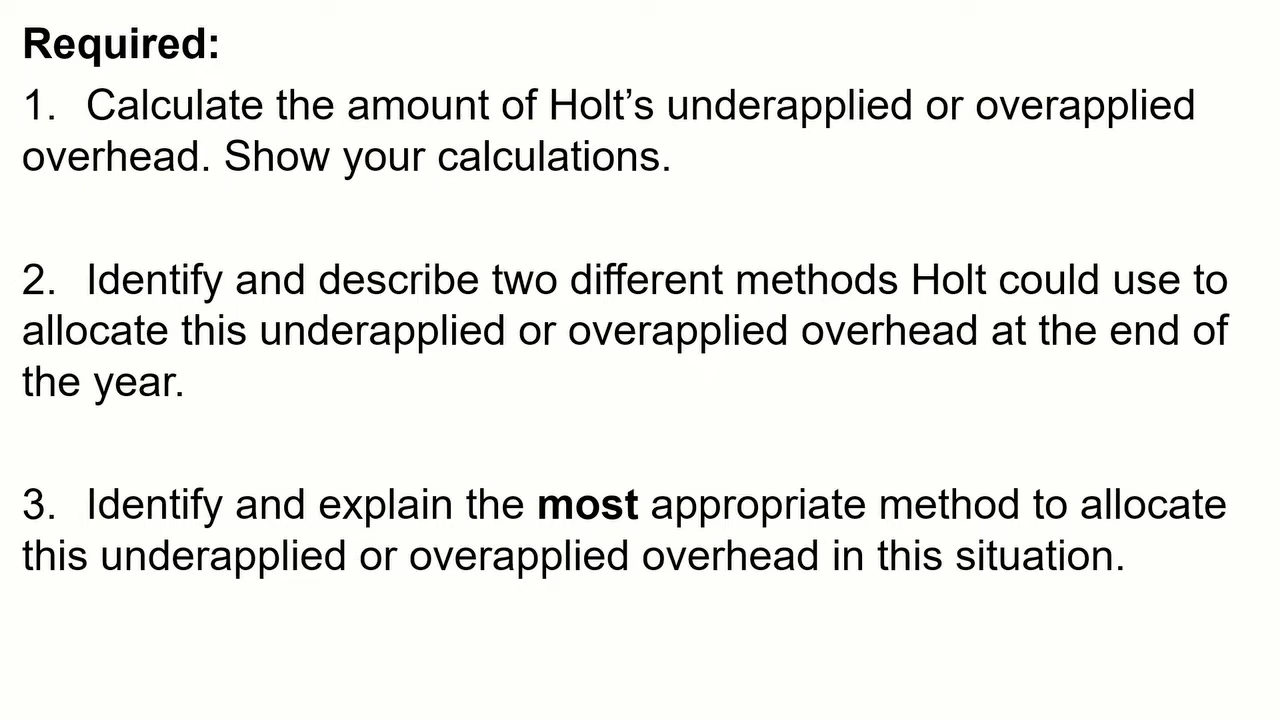 Required:
1. Calculate the amount of Holt’s underapplied or overapplied
overhead. Show your calculations.
2. Identify and describe two different methods Holt could use to
allocate this underapplied or overapplied overhead at the end of
the year.
3. Identify and explain the most appropriate method to allocate
this underapplied or overapplied overhead in this situation.